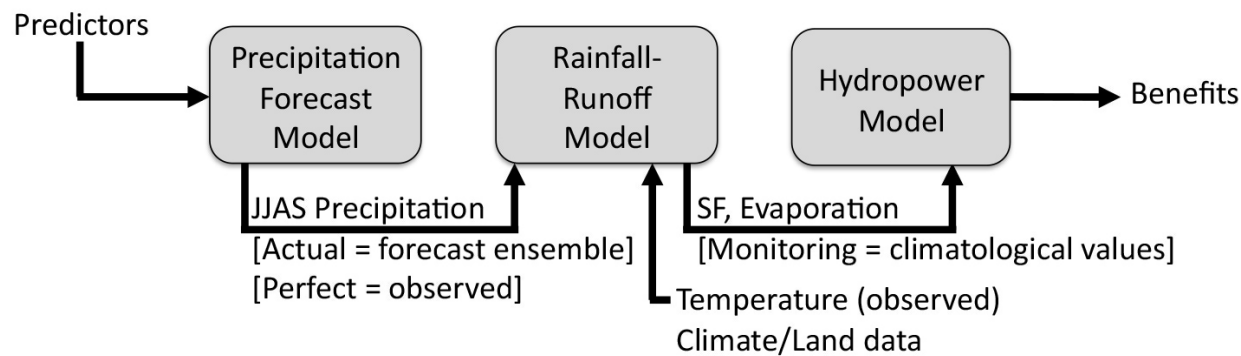 Predictors
Precipitation
Forecast
Model
Rainfall-
Runoff
Model
Hydropower
Model
Benefits
JJAS Precipitation
[Actual = forecast ensemble]
[Perfect = observed]
SF, Evaporation
[Monitoring = climatological values]
Temperature (observed)
Climate/Land data